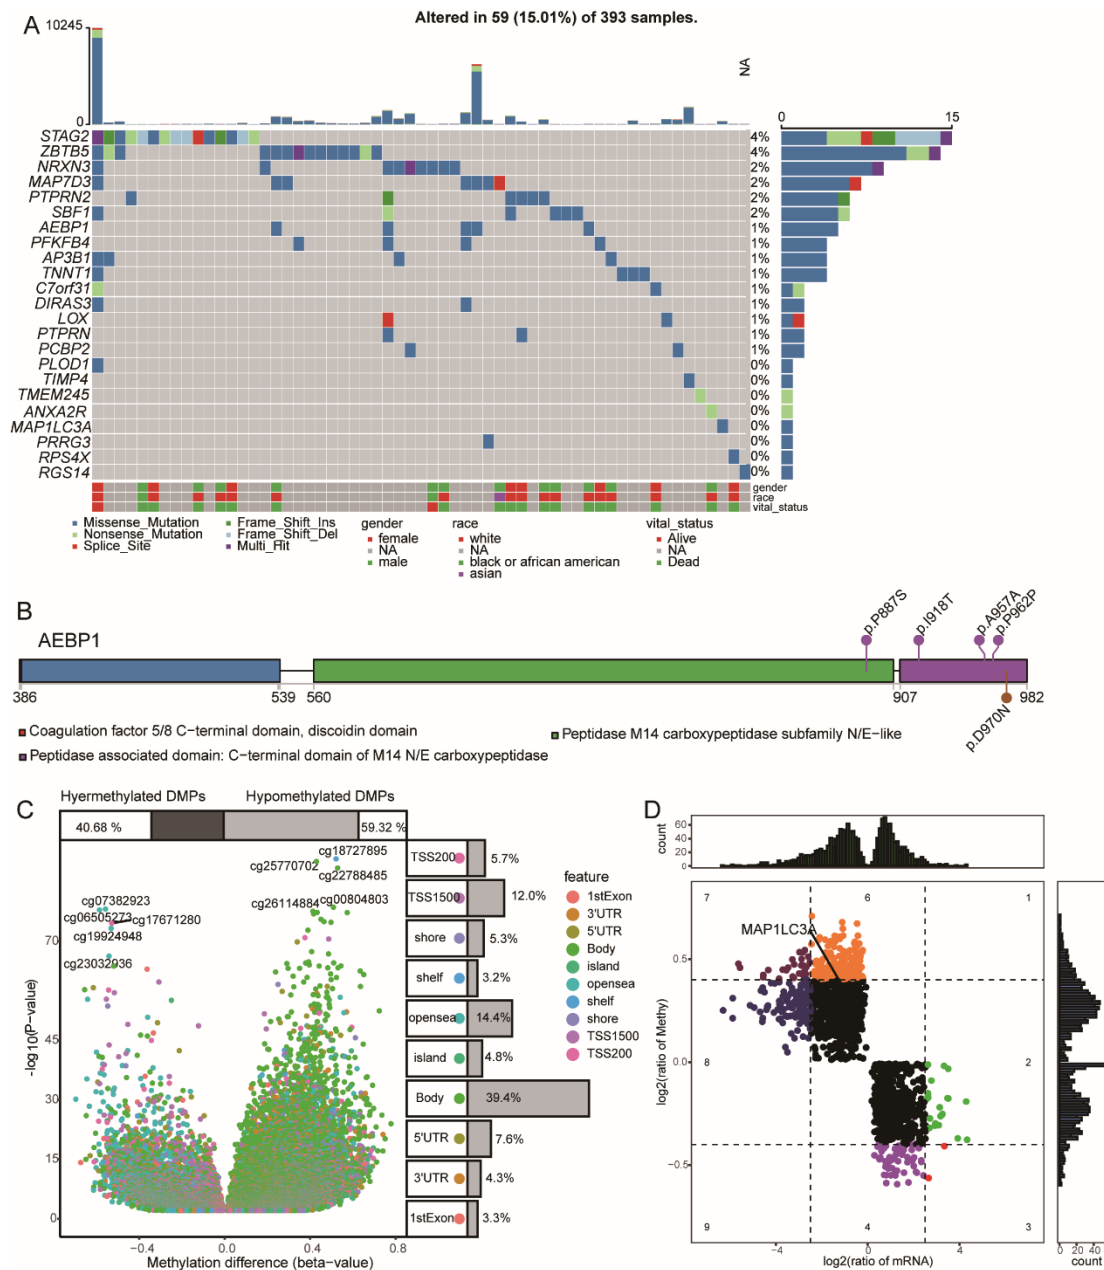 A
Altered in 59 (15.01%) of 393 samples.
10245
0
NA
0 15
STAG2 4%
ZBTB5 4%
NRXN3 2%
MAP7D3 2%
PTPRN2 2%
SBF1 2%
AEBP1 1%
PFKFB4 1%
AP3B1 1%
TNNT1 1%
C7orf31 1%
DIRAS3 1%
LOX 1%
PTPRN 1%
PCBP2 1%
PLOD1 0%
TIMP4 0%
TMEM245 0%
ANXA2R 0%
MAP1LC3A 0%
PRRG3 0%
RPS4X 0%
RGS14 0%
gender
race
vital_status
Missense_Mutation
Nonsense_Mutation
Splice_Site
Frame_Shift_Ins
Frame_Shift_Del
Multi_Hit
gender
female
NA
male
race
white
NA
black or african american
asian
vital_status
Alive
NA
Dead
B
AEBP1
p.P887S
p.I918T
p.A957A
p.P962P
p.D970N
386 539 560 907 982
Coagulation factor 5/8 C−terminal domain, discoidin domain
Peptidase M14 carboxypeptidase subfamily N/E−like
Peptidase associated domain: C−terminal domain of M14 N/E carboxypeptidase
C
Hyermethylated DMPs Hypomethylated DMPs
40.68 % 59.32 %
cg18727895
cg25770702
cg22788485
cg07382923
cg26114884
cg00804803
cg06505273
cg17671280
cg19924948
cg23032936
-log10(P-value)
70
45
30
15
0
−0.4 0.0 0.4 0.8
Methylation difference (beta-value)
TSS200 5.7%
TSS1500 12.0%
shore 5.3%
shelf 3.2%
opensea 14.4%
island 4.8%
Body 39.4%
5'UTR 7.6%
3'UTR 4.3%
1stExon 3.3%
feature
1stExon
3'UTR
5'UTR
Body
island
opensea
shelf
shore
TSS1500
TSS200
D
count
60
40
20
0
7 6 1
MAP1LC3A
8 2
9 4 3
log2(ratio of Methy)
0.5
0.0
−0.5
−4 0 4
log2(ratio of mRNA)
0 20 40
count